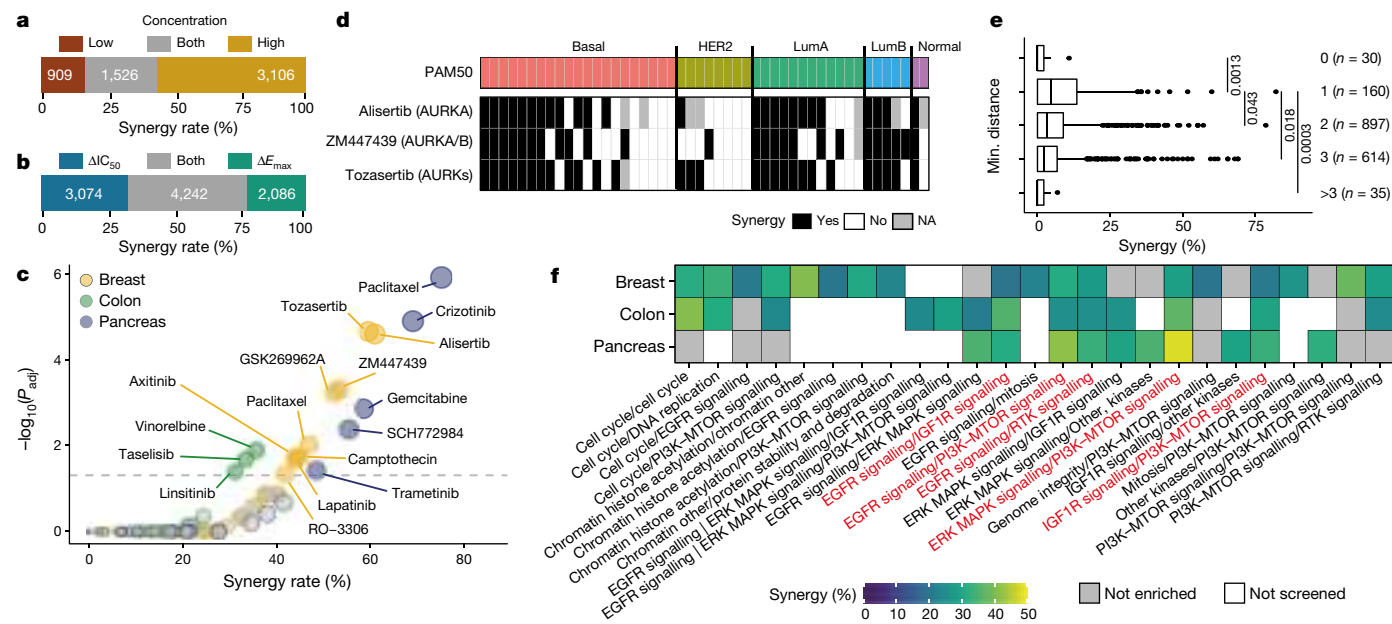 a
Concentration
Low
Both
High
909
1,526
3,106
0
25
50
75
100
Synergy rate (%)
b
ΔIC50
Both
ΔEmax
3,074
4,242
2,086
0
25
50
75
100
Synergy rate (%)
c
Breast
Colon
Pancreas
Paclitaxel
Tozasertib
Crizotinib
Alisertib
GSK269962A
ZM447439
Axitinib
Gemcitabine
Paclitaxel
Vinorelbine
SCH772984
Taselisib
Camptothecin
Linsitinib
Trametinib
Lapatinib
RO−3306
−log10(Padj)
6
4
2
0
0
20
40
60
80
Synergy rate (%)
d
Basal
HER2
LumA
LumB
Normal
PAM50
Alisertib (AURKA)
ZM447439 (AURKA/B)
Tozasertib (AURKs)
Synergy
Yes
No
NA
e
Min. distance
0 (n = 30)
1 (n = 160)
2 (n = 897)
3 (n = 614)
>3 (n = 35)
0.0013
0.043
0.018
0.0003
0
25
50
75
Synergy (%)
f
Breast
Colon
Pancreas
Cell cycle/cell cycle
Cell cycle/DNA replication
Cell cycle/EGFR signalling
Cell cycle/PI3K−MTOR signalling
Chromatin histone acetylation/chromatin other
Chromatin histone acetylation/EGFR signalling
Chromatin histone acetylation/PI3K−MTOR signalling
Chromatin other/protein stability and degradation
EGFR signalling | ERK MAPK signalling/IGF1R signalling
EGFR signalling | ERK MAPK signalling/PI3K−MTOR signalling
EGFR signalling/ERK MAPK signalling
EGFR signalling/IGF1R signalling
EGFR signalling/mitosis
EGFR signalling/PI3K−MTOR signalling
EGFR signalling/RTK signalling
ERK MAPK signalling/IGF1R signalling
ERK MAPK signalling/Other, kinases
ERK MAPK signalling/PI3K−MTOR signalling
Genome integrity/PI3K−MTOR signalling
IGF1R signalling/other kinases
IGF1R signalling/PI3K−MTOR signalling
Mitosis/PI3K−MTOR signalling
Other kinases/PI3K−MTOR signalling
PI3K−MTOR signalling/PI3K−MTOR signalling
PI3K−MTOR signalling/RTK signalling
Synergy (%)
0
10
20
30
40
50
Not enriched
Not screened